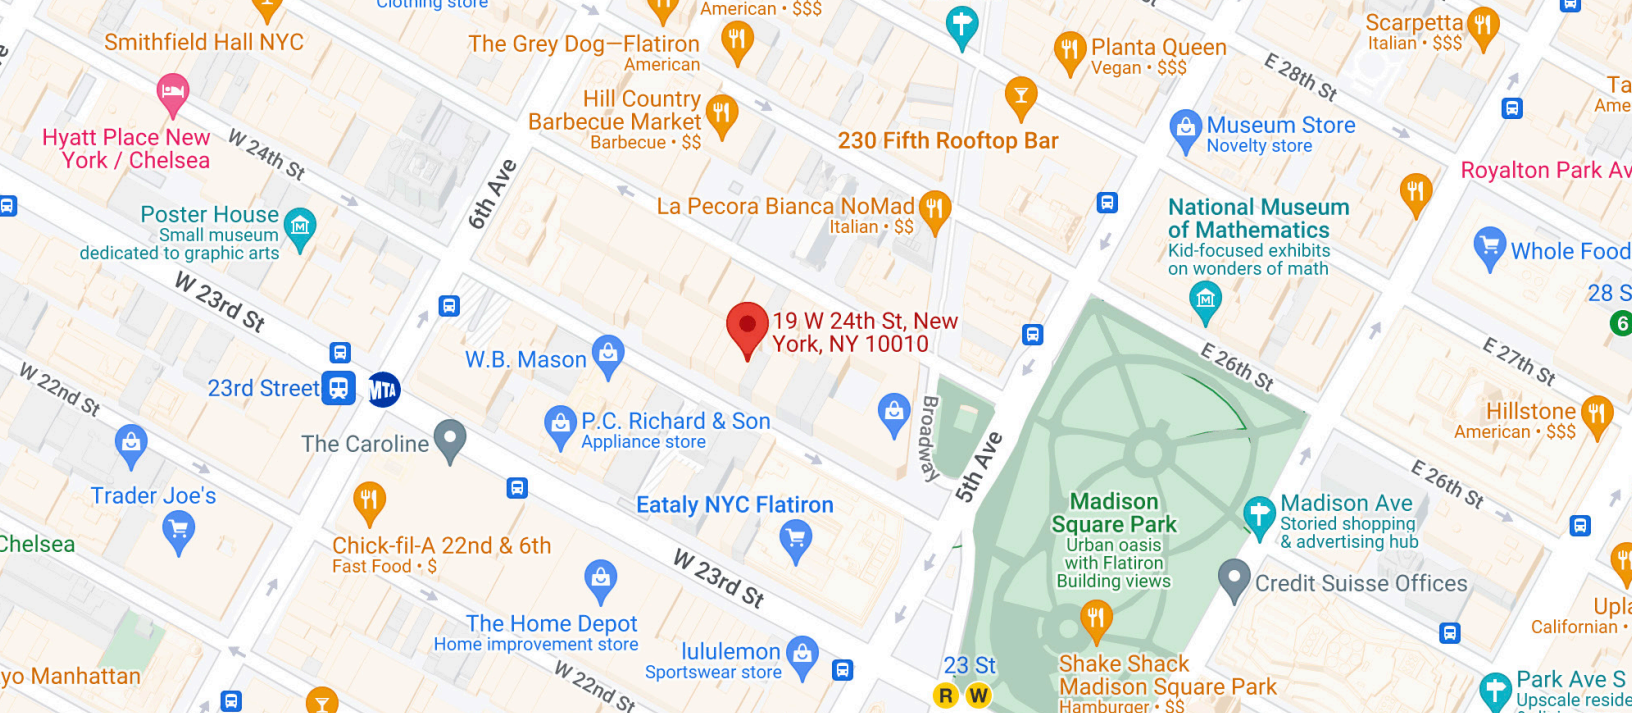 Clothing store
American • $$$
Smithfield Hall NYC
The Grey Dog—Flatiron
American
Planta Queen
Vegan • $$$
Scarpetta
Italian • $$$
E 28th St
Hill Country
Barbecue Market
Barbecue • $$
230 Fifth Rooftop Bar
Museum Store
Novelty store
Hyatt Place New
York / Chelsea
W 24th St
6th Ave
Royalton Park Av
La Pecora Bianca NoMad
Italian • $$
National Museum
of Mathematics
Kid-focused exhibits
on wonders of math
Poster House
Small museum
dedicated to graphic arts
Whole Food
W 23rd St
28 S
6
19 W 24th St, New
York, NY 10010
W.B. Mason
23rd Street
MTA
E 26th St
E 27th St
W 22nd St
The Caroline
P.C. Richard & Son
Appliance store
Broadway
5th Ave
Hillstone
American • $$$
E 26th St
Trader Joe's
Eataly NYC Flatiron
Madison
Square Park
Urban oasis
with Flatiron
Building views
Madison Ave
Storied shopping
& advertising hub
Chelsea
Chick-fil-A 22nd & 6th
Fast Food • $
W 23rd St
Credit Suisse Offices
The Home Depot
Home improvement store
lululemon
Sportswear store
W 22nd St
23 St
R W
Shake Shack
Madison Square Park
Hamburger • $$
Upla
Californian •
yo Manhattan
Park Ave S
Upscale reside